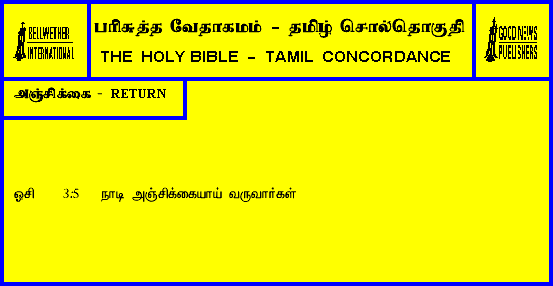 BELLWETHER
INTERNATIONAL
பரிசுத்த வேதாகமம் - தமிழ் சொல்தொகுதி
THE HOLY BIBLE - TAMIL CONCORDANCE
GOOD NEWS
PUBLISHERS
அஞ்சிக்கை - RETURN
ஓசி 3:5 நாடி அஞ்சிக்கையாய் வருவார்கள்